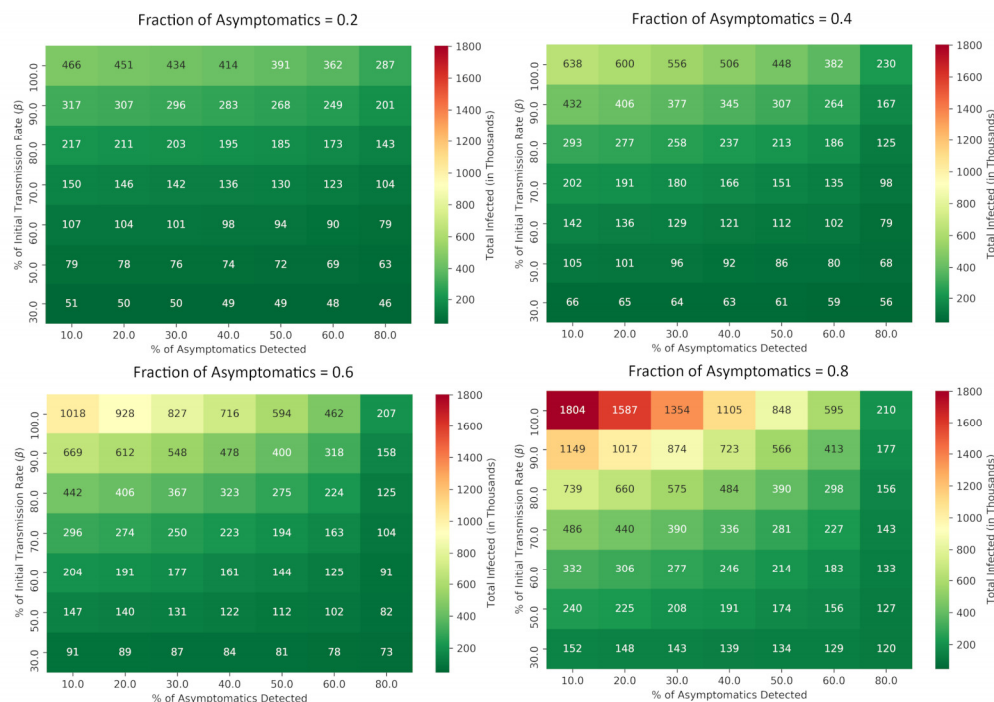 Fraction of Asymptomatics = 0.2
% of Initial Transmission Rate (β)
100.0 466 451 434 414 391 362 287
90.0 317 307 296 283 268 249 201
80.0 217 211 203 195 185 173 143
70.0 150 146 142 136 130 123 104
60.0 107 104 101 98 94 90 79
50.0 79 78 76 74 72 69 63
30.0 51 50 50 49 49 48 46
10.0 20.0 30.0 40.0 50.0 60.0 80.0
% of Asymptomatics Detected
1800
1600
1400
1200
1000
800
600
400
200
Total Infected (in Thousands)
Fraction of Asymptomatics = 0.4
% of Initial Transmission Rate (β)
100.0 638 600 556 506 448 382 230
90.0 432 406 377 345 307 264 167
80.0 293 277 258 237 213 186 125
70.0 202 191 180 166 151 135 98
60.0 142 136 129 121 112 102 79
50.0 105 101 96 92 86 80 68
30.0 66 65 64 63 61 59 56
10.0 20.0 30.0 40.0 50.0 60.0 80.0
% of Asymptomatics Detected
1800
1600
1400
1200
1000
800
600
400
200
Total Infected (in Thousands)
Fraction of Asymptomatics = 0.6
% of Initial Transmission Rate (β)
100.0 1018 928 827 716 594 462 207
90.0 669 612 548 478 400 318 158
80.0 442 406 367 323 275 224 125
70.0 296 274 250 223 194 163 104
60.0 204 191 177 161 144 125 91
50.0 147 140 131 122 112 102 82
30.0 91 89 87 84 81 78 73
10.0 20.0 30.0 40.0 50.0 60.0 80.0
% of Asymptomatics Detected
1800
1600
1400
1200
1000
800
600
400
200
Total Infected (in Thousands)
Fraction of Asymptomatics = 0.8
% of Initial Transmission Rate (β)
100.0 1804 1587 1354 1105 848 595 210
90.0 1149 1017 874 723 566 413 177
80.0 739 660 575 484 390 298 156
70.0 486 440 390 336 281 227 143
60.0 332 306 277 246 214 183 133
50.0 240 225 208 191 174 156 127
30.0 152 148 143 139 134 129 120
10.0 20.0 30.0 40.0 50.0 60.0 80.0
% of Asymptomatics Detected
1800
1600
1400
1200
1000
800
600
400
200
Total Infected (in Thousands)